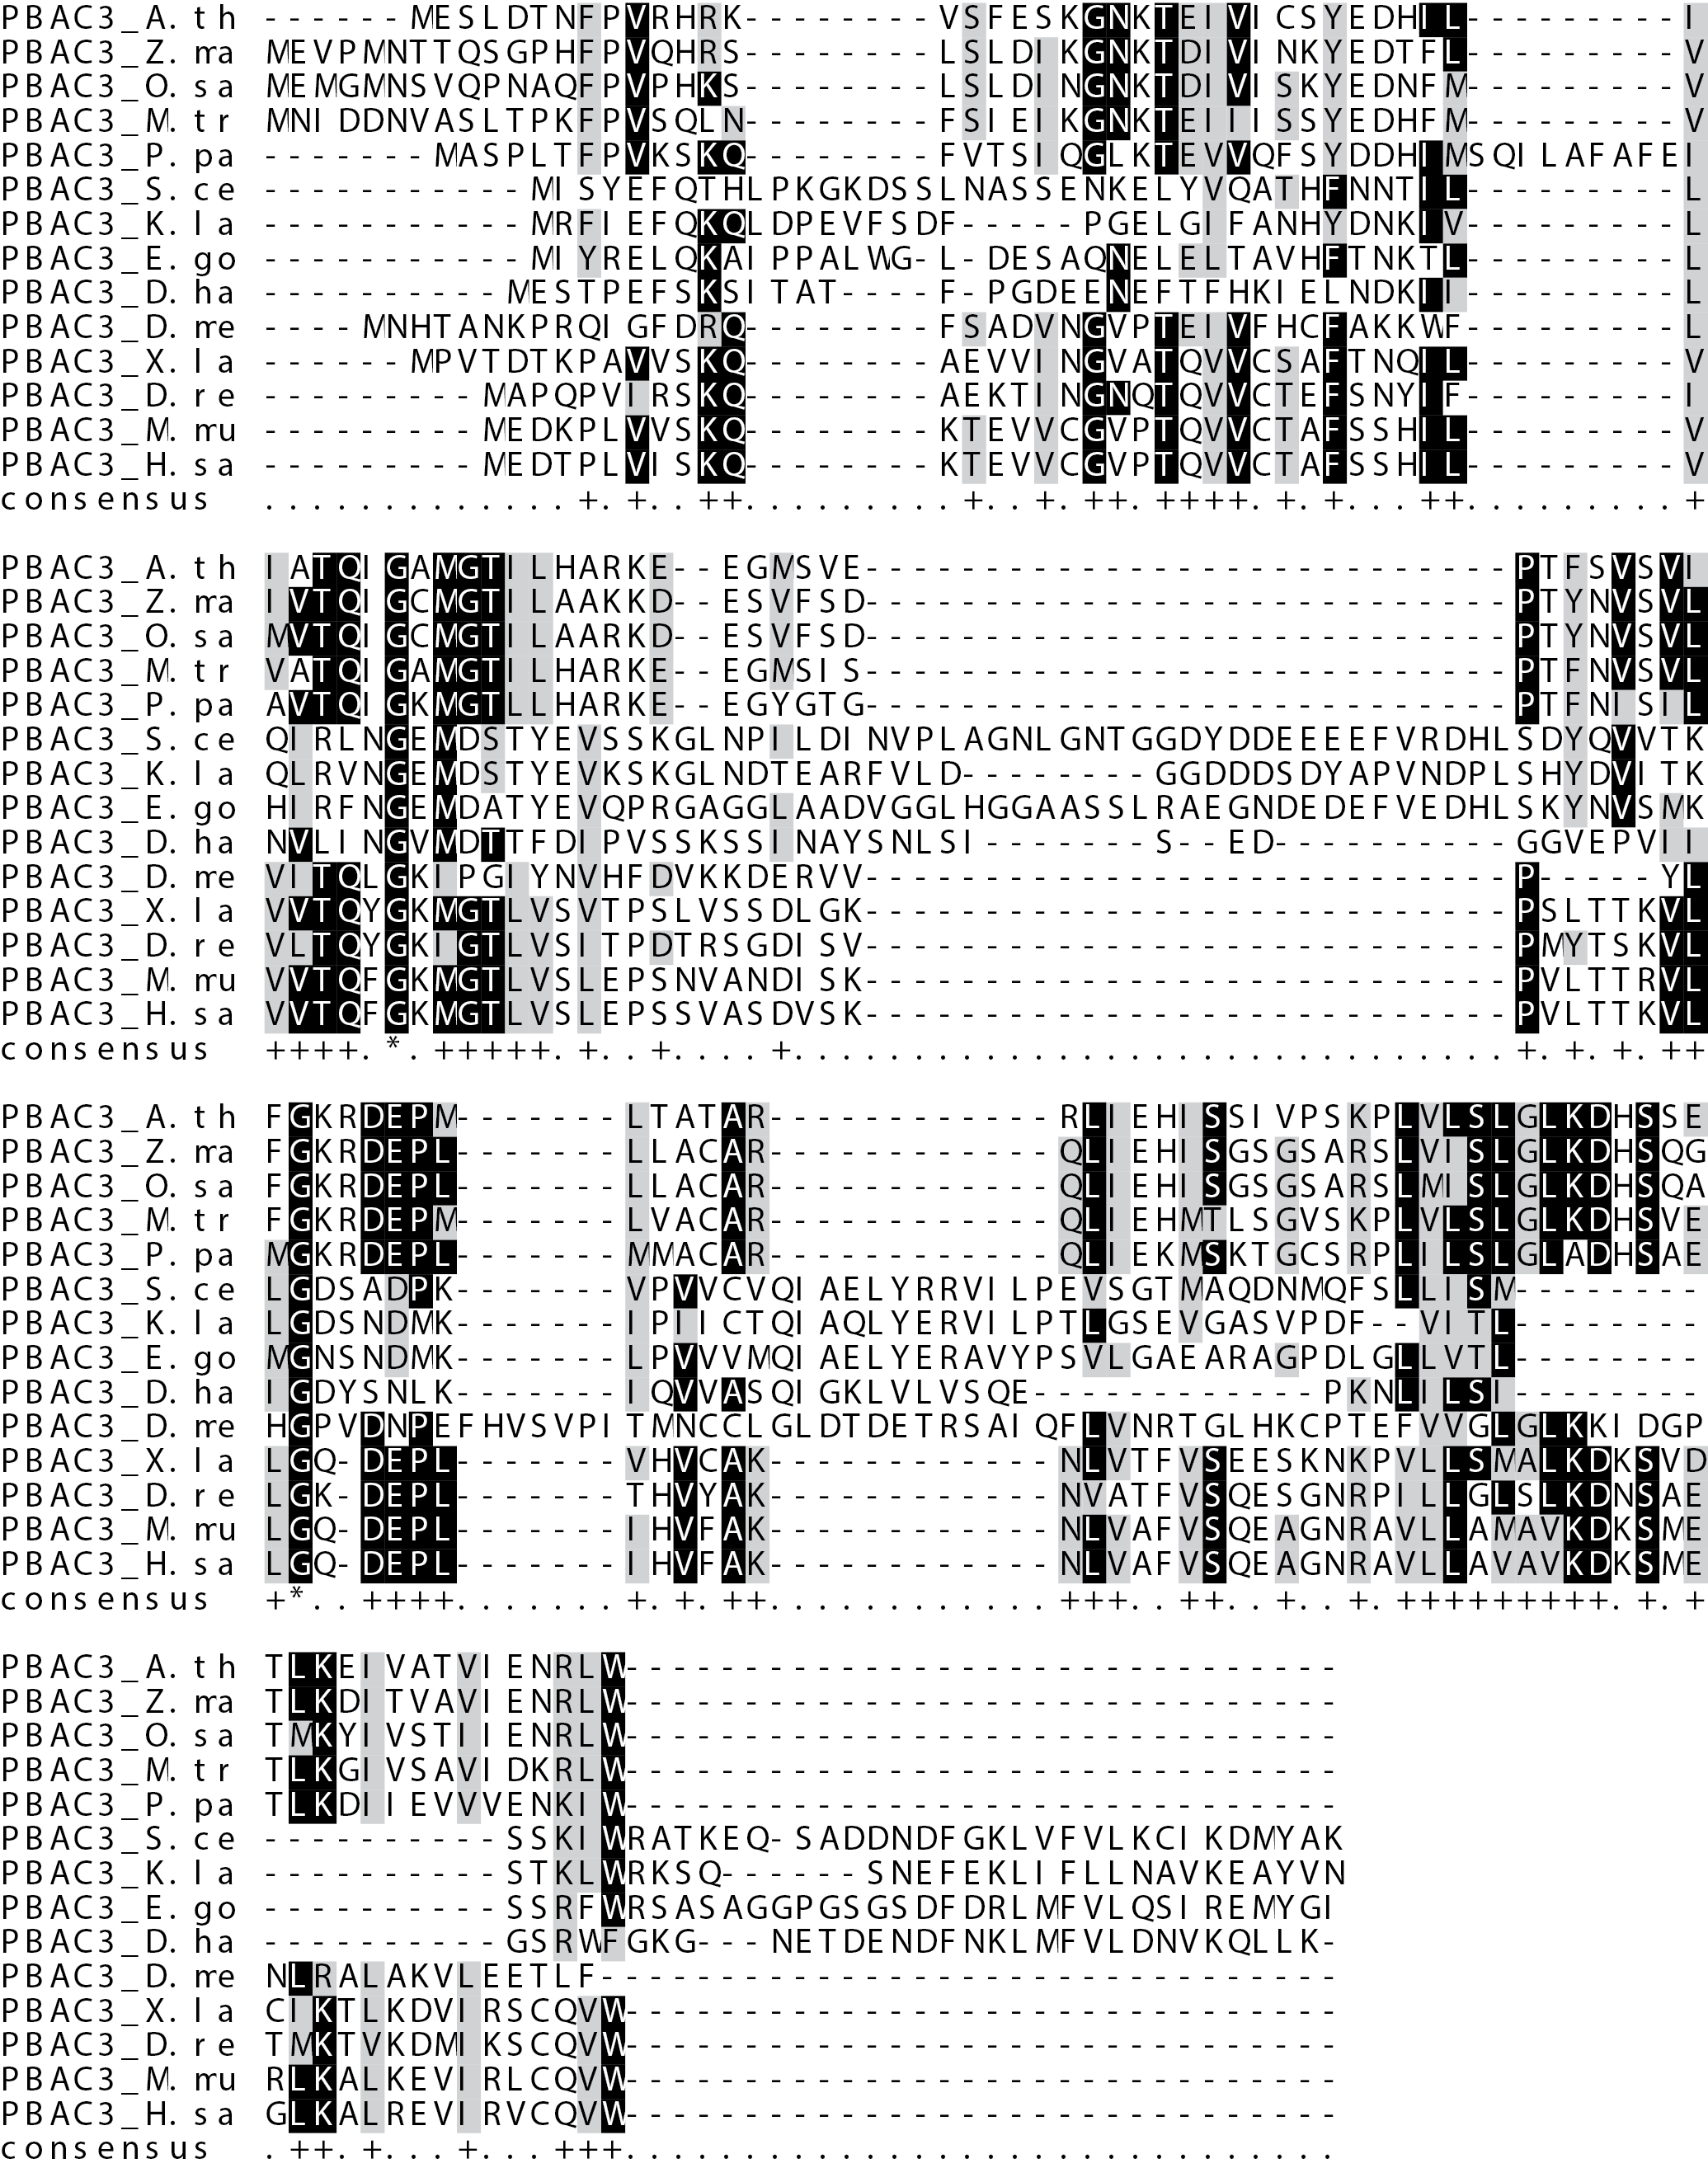 PBAC3_A. th ------MESLDTNFPVRHRK--------VSFESKGNKTEIVICSYEDHIL---------I
PBAC3_Z. ma MEVPMNTTQSGPHFPVQHRS--------LSLDIKGNKTDIVINKYEDTFL---------V
PBAC3_O. sa MEMGMNSVQPNAQFPVPHKS--------LSLDINGNKTDIVISKYEDNFM---------V
PBAC3_M. tr MNIDDNVASLTPKFPVSQLN--------FSIEIKGNKTEIIISSYEDHFM---------V
PBAC3_P. pa -------MASPLTFPVKSKQ--------FVTSIQGLKTEVVQFSYDDHIMSQILAFAFEI
PBAC3_S. ce -----------MISYEFQTHLPKGKDSSLNASSENKELYVQATHFNNTIL---------L
PBAC3_K. la -----------MRFIEFQKQLDPEVFSDF-----PGELGIFANHYDNKIV---------L
PBAC3_E. go -----------MIYRELQKAIPPALWG-L-DESAQNELELTAVHFTNKTL---------L
PBAC3_D. ha ----------MESTPEFSKSITAT----F-PGDEENEFTFHKIELNDKII---------L
PBAC3_D. me ----MNHTANKPRQIGFDRQ--------FSADVNGVPTEIVFHCFAKKWF---------L
PBAC3_X. la ------MPVTDTKPAVVSKQ--------AEVVINGVATQVVCSAFTNQIL---------V
PBAC3_D. re ---------MAPQPVIRSKQ--------AEKTINGNQTQVVCTEFSNYIF---------I
PBAC3_M. mu ---------MEDKPLVVSKQ--------KTEVVCGVPTQVVCTAFSSHIL---------V
PBAC3_H. sa ---------MEDTPLVISKQ--------KTEVVCGVPTQVVCTAFSSHIL---------V
consensus .............+.+..++.........+..+.++.++++.+.+...++.........+
PBAC3_A. th IATQIGAMGTILHARKE--EGMSVE---------------------------PTFSVSVI
PBAC3_Z. ma IVTQIGCMGTILAAKKD--ESVFSD---------------------------PTYNVSVL
PBAC3_O. sa MVTQIGCMGTILAARKD--ESVFSD---------------------------PTYNVSVL
PBAC3_M. tr VATQIGAMGTILHARKE--EGMSIS---------------------------PTFNVSVL
PBAC3_P. pa AVTQIGKMGTLLHARKE--EGYGTG---------------------------PTFNISIL
PBAC3_S. ce QIRLNGEMDSTYEVSSKGLNPILDINVPLAGNLGNTGGDYDDEEEEFVRDHLSDYQVVTK
PBAC3_K. la QLRVNGEMDSTYEVKSKGLNDTEARFVLD--------GGDDDSDYAPVNDPLSHYDVITK
PBAC3_E. go HIRFNGEMDATYEVQPRGAGGLAADVGGLHGGAASSLRAEGNDEDEFVEDHLSKYNVSMK
PBAC3_D. ha NVLINGVMDTTFDIPVSSKSSINAYSNLSI-------S--ED----------GGVEPVII
PBAC3_D. me VITQLGKIPGIYNVHFDVKKDERVV---------------------------P-----YL
PBAC3_X. la VVTQYGKMGTLVSVTPSLVSSDLGK---------------------------PSLTTKVL
PBAC3_D. re VLTQYGKIGTLVSITPDTRSGDISV---------------------------PMYTSKVL
PBAC3_M. mu VVTQFGKMGTLVSLEPSNVANDISK---------------------------PVLTTRVL
PBAC3_H. sa VVTQFGKMGTLVSLEPSSVASDVSK---------------------------PVLTTKVL
consensus ++++.*.+++++.+..+....+..............................+.+.+.++
PBAC3_A. th FGKRDEPM-------LTATAR------------RLIEHISSIVPSKPLVLSLGLKDHSSE
PBAC3_Z. ma FGKRDEPL-------LLACAR------------QLIEHISGSGSARSLVISLGLKDHSQG
PBAC3_O. sa FGKRDEPL-------LLACAR------------QLIEHISGSGSARSLMISLGLKDHSQA
PBAC3_M. tr FGKRDEPM-------LVACAR------------QLIEHMTLSGVSKPLVLSLGLKDHSVE
PBAC3_P. pa MGKRDEPL-------MMACAR------------QLIEKMSKTGCSRPLILSLGLADHSAE
PBAC3_S. ce LGDSADPK-------VPVVCVQIAELYRRVILPEVSGTMAQDNMQFSLLISM--------
PBAC3_K. la LGDSNDMK-------IPIICTQIAQLYERVILPTLGSEVGASVPDF--VITL--------
PBAC3_E. go MGNSNDMK-------LPVVVMQIAELYERAVYPSVLGAEARAGPDLGLLVTL--------
PBAC3_D. ha IGDYSNLK-------IQVVASQIGKLVLVSQE------------PKNLILSI--------
PBAC3_D. me HGPVDNPEFHVSVPITMNCCLGLDTDETRSAIQFLVNRTGLHKCPTEFVVGLGLKKIDGP
PBAC3_X. la LGQ-DEPL-------VHVCAK------------NLVTFVSEESKNKPVLLSMALKDKSVD
PBAC3_D. re LGK-DEPL-------THVYAK------------NVATFVSQESGNRPILLGLSLKDNSAE
PBAC3_M. mu LGQ-DEPL-------IHVFAK------------NLVAFVSQEAGNRAVLLAMAVKDKSME
PBAC3_H. sa LGQ-DEPL-------IHVFAK------------NLVAFVSQEAGNRAVLLAVAVKDKSME
consensus +*..++++.......+.+.++............+++..++..+..+.+++++++++.+.+
PBAC3_A. th TLKEIVATVIENRLW------------------------------
PBAC3_Z. ma TLKDITVAVIENRLW------------------------------
PBAC3_O. sa TMKYIVSTIIENRLW------------------------------
PBAC3_M. tr TLKGIVSAVIDKRLW------------------------------
PBAC3_P. pa TLKDIIEVVVENKIW------------------------------
PBAC3_S. ce ----------SSKIWRATKEQ-SADDNDFGKLVFVLKCIKDMYAK
PBAC3_K. la ----------STKLWRKSQ------SNEFEKLIFLLNAVKEAYVN
PBAC3_E. go ----------SSRFWRSASAGGPGSGSDFDRLMFVLQSIREMYGI
PBAC3_D. ha ----------GSRWFGKG---NETDENDFNKLMFVLDNVKQLLK-
PBAC3_D. me NLRALAKVLEETLF-------------------------------
PBAC3_X. la CIKTLKDVIRSCQVW------------------------------
PBAC3_D. re TMKTVKDMIKSCQVW------------------------------
PBAC3_M. mu RLKALKEVIRLCQVW------------------------------
PBAC3_H. sa GLKALREVIRVCQVW------------------------------
consensus .++.+...+...+++..............................